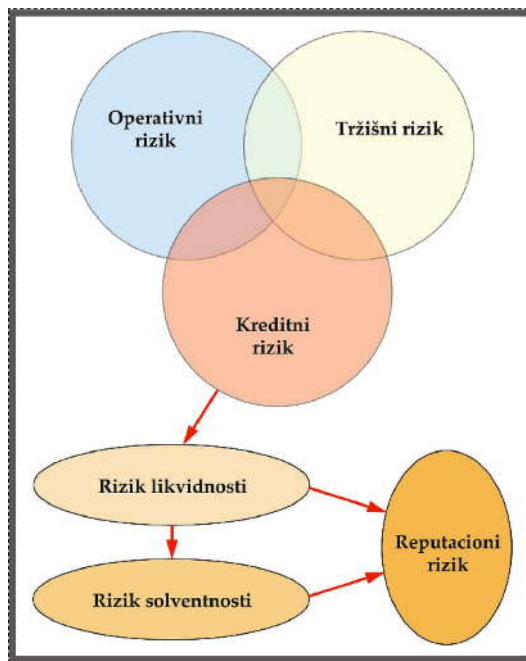 Operativni
rizik
Tržišni rizik
Kreditni
rizik
Rizik likvidnosti
Reputacioni
rizik
Rizik solventnosti